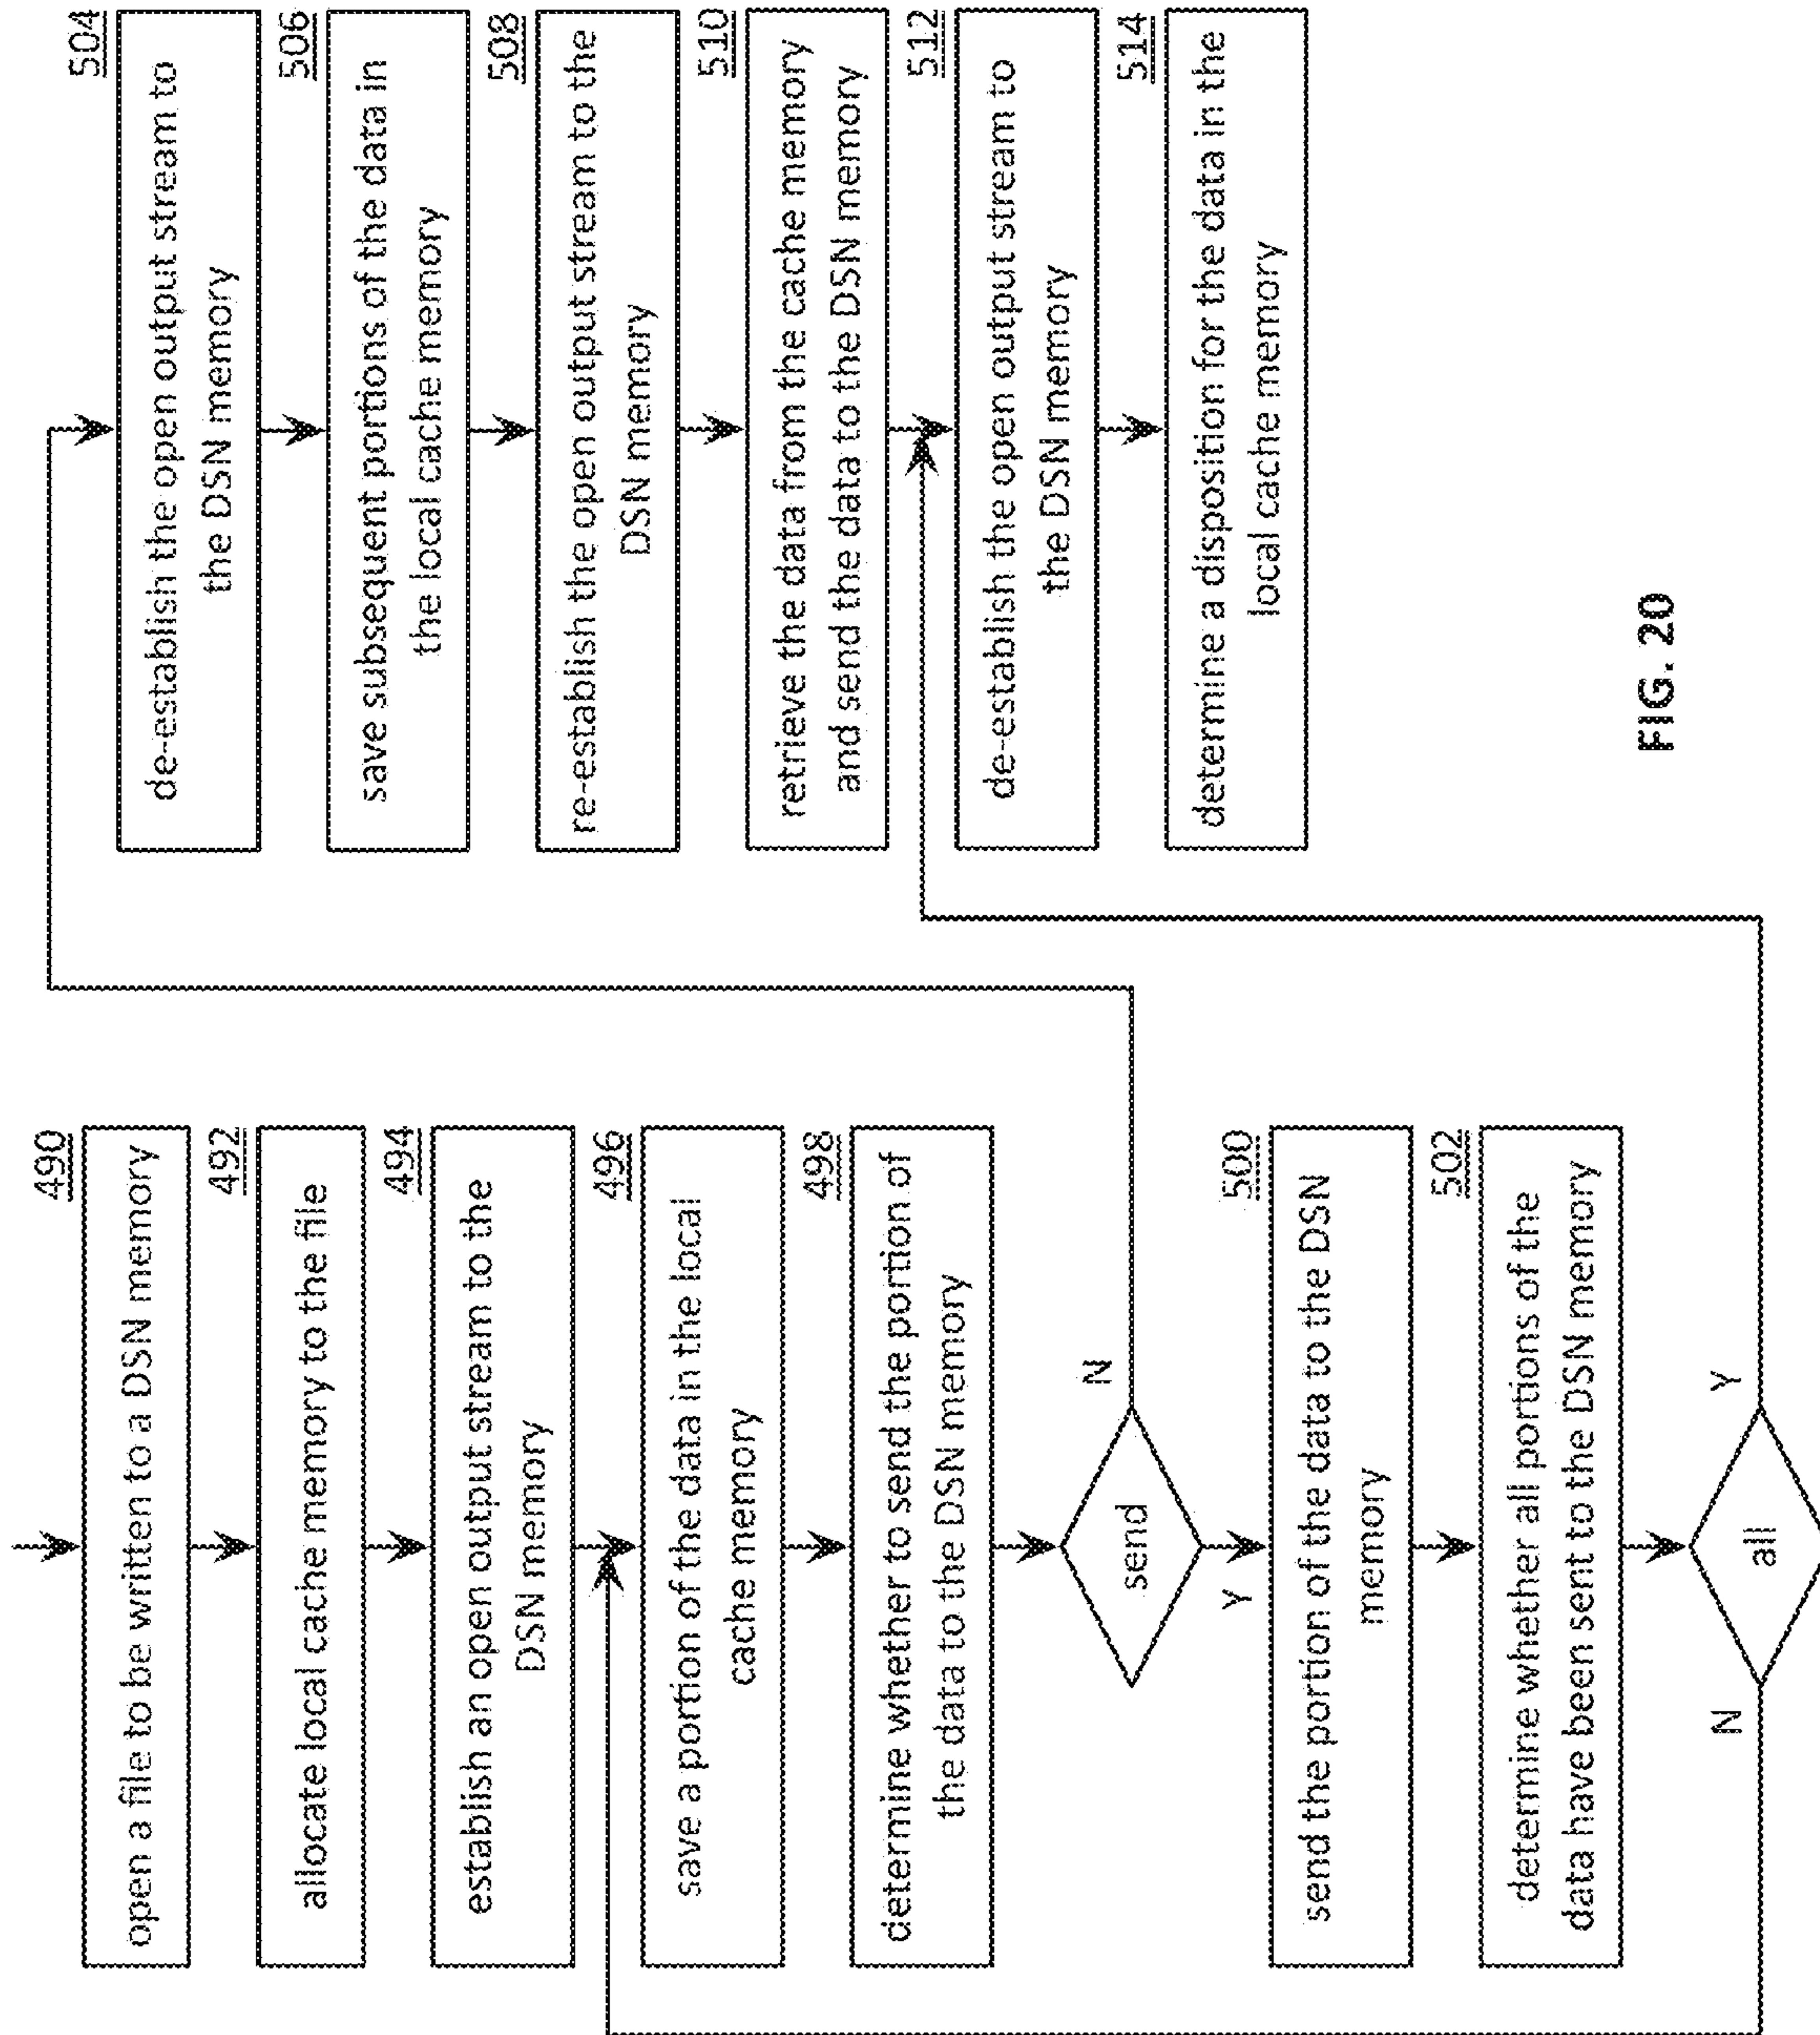 490
open a file to be written to a DSN memory
492
allocate local cache memory to the file
494
establish an open output stream to the
DSN memory
496
save a portion of the data in the local
cache memory
498
determine whether to send the portion of
the data to the DSN memory
send
N
Y
500
send the portion of the data to the DSN
memory
502
determine whether all portions of the
data have been sent to the DSN memory
all
N
Y
504
de-establish the open output stream to
the DSN memory
506
save subsequent portions of the data in
the local cache memory
508
re-establish the open output stream to the
DSN memory
510
retrieve the data from the cache memory
and send the data to the DSN memory
512
de-establish the open output stream to
the DSN memory
514
determine a disposition for the data in the
local cache memory
FIG. 20